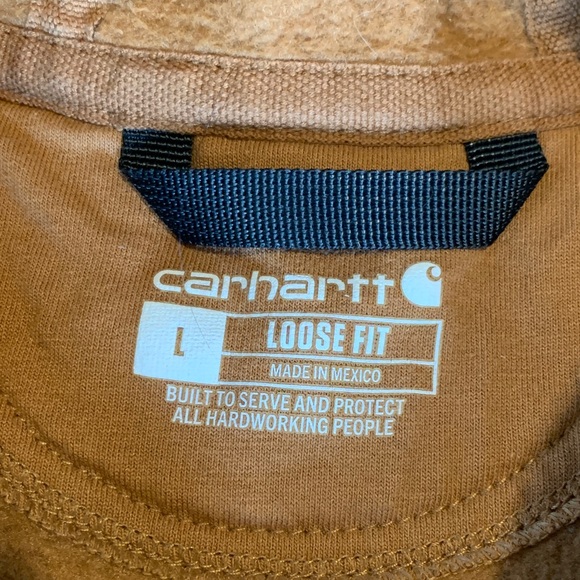 carhartt
L
LOOSE FIT
MADE IN MEXICO
BUILT TO SERVE AND PROTECT
ALL HARDWORKING PEOPLE